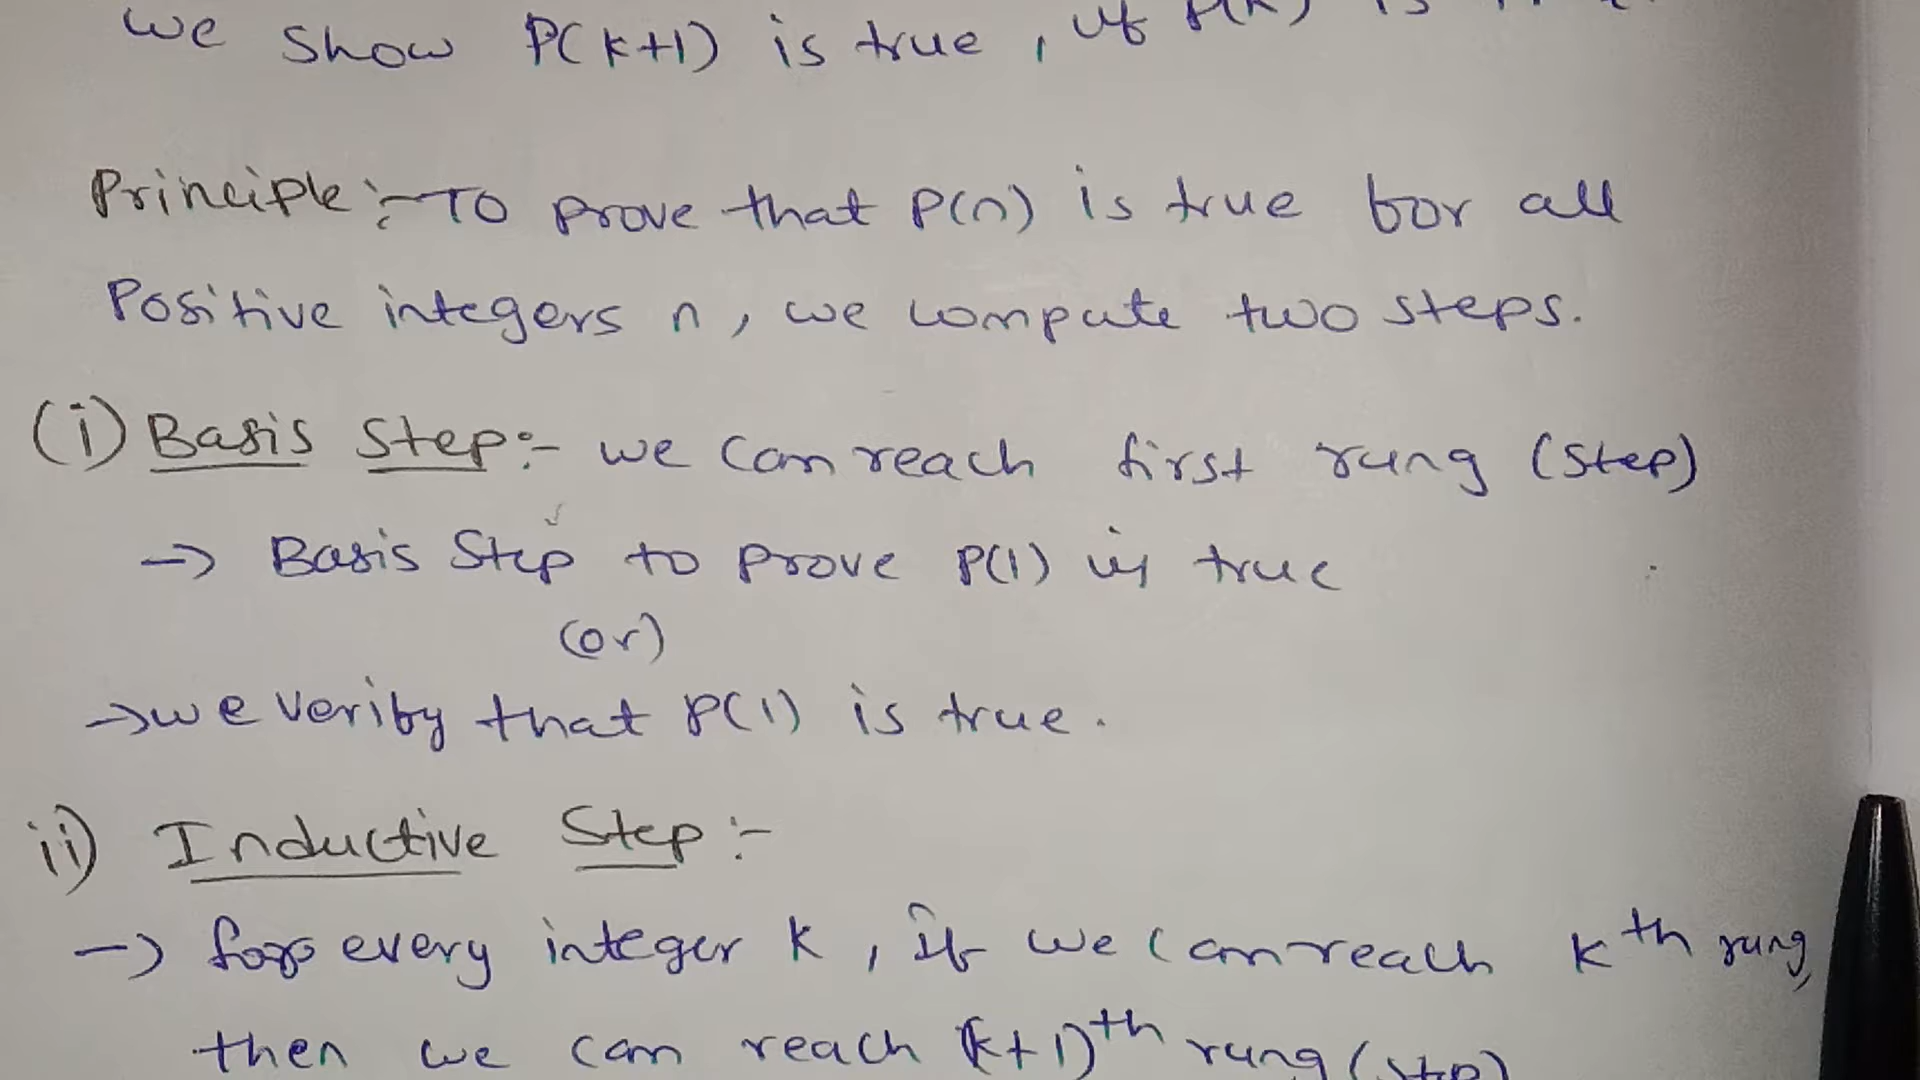 we show P(k+1) is true, if P(k) is
Principle:- To prove that P(n) is true for all
Positive integers n, we compute two steps.
(i) Basis Step:- we can reach first rung (step)
→ Basis Step to prove P(1) is true
(or)
→ we verify that P(1) is true.
ii) Inductive Step:-
→ for every integer k, if we can reach kth rung,
then we can reach (k+1)th rung (step)